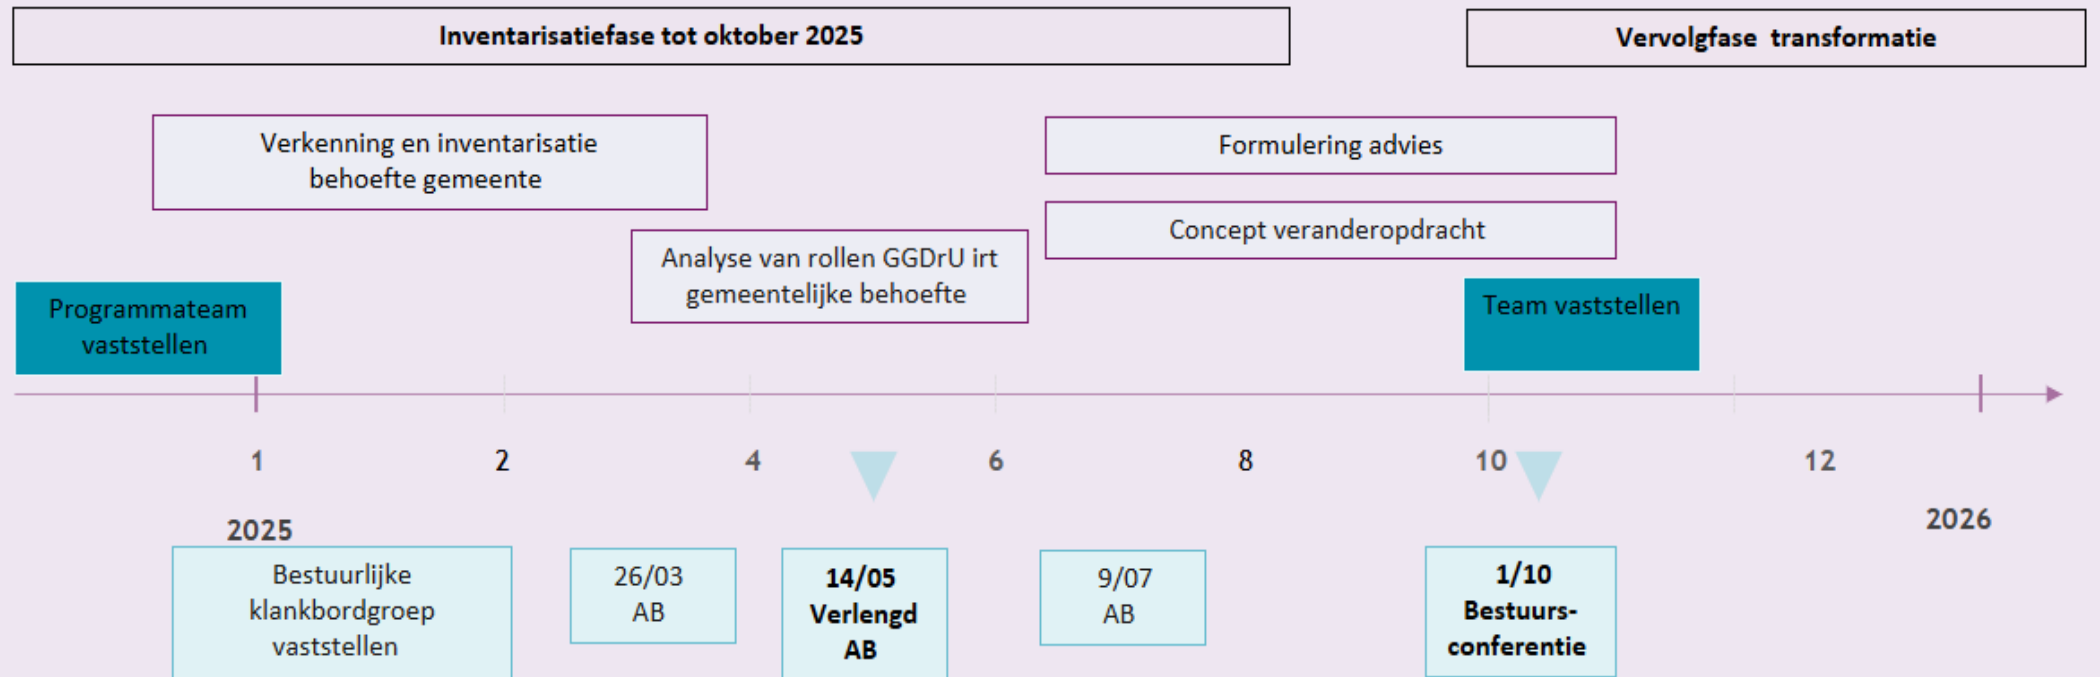 Inventarisatiefase tot oktober 2025
Vervolgfase transformatie
Verkenning en inventarisatie
behoefte gemeente
Formulering advies
Concept veranderopdracht
Analyse van rollen GGDrU irt
gemeentelijke behoefte
Programmateam
vaststellen
Team vaststellen
1
2
4
6
8
10
12
2025
2026
Bestuurlijke
klankbordgroep
vaststellen
26/03
AB
14/05
Verlengd
AB
9/07
AB
1/10
Bestuurs-
conferentie